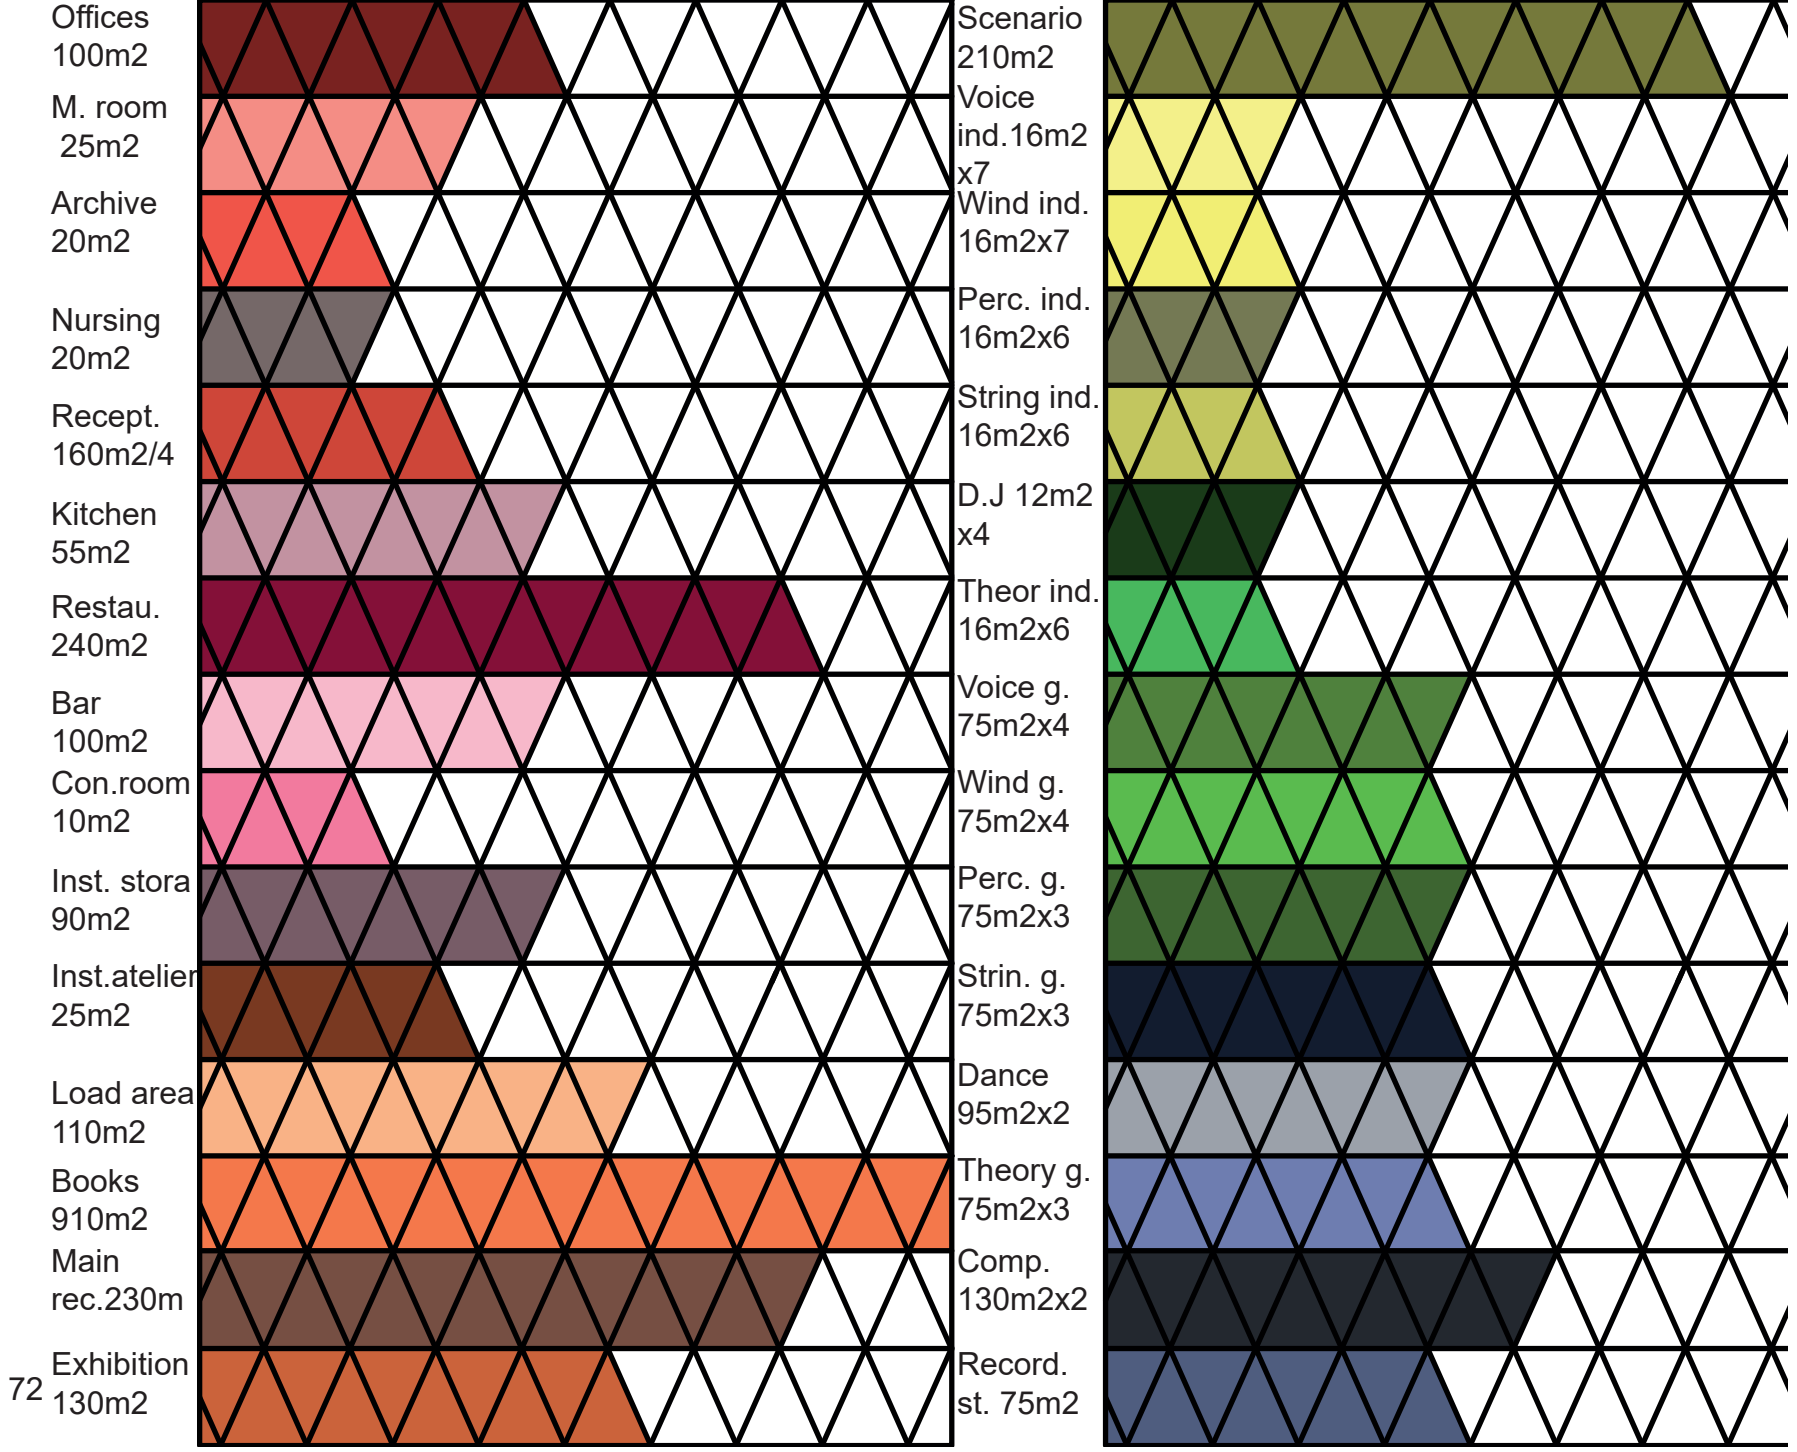 Offices
100m2
M. room
25m2
Archive
20m2
Nursing
20m2
Recept.
160m2/4
Kitchen
55m2
Restau.
240m2
Bar
100m2
Con.room
10m2
Inst. stora
90m2
Inst.atelier
25m2
Load area
110m2
Books
910m2
Main
rec.230m
Exhibition
130m2
72
Scenario
210m2
Voice
ind.16m2
x7
Wind ind.
16m2x7
Perc. ind.
16m2x6
String ind.
16m2x6
D.J 12m2
x4
Theor ind.
16m2x6
Voice g.
75m2x4
Wind g.
75m2x4
Perc. g.
75m2x3
Strin. g.
75m2x3
Dance
95m2x2
Theory g.
75m2x3
Comp.
130m2x2
Record.
st. 75m2